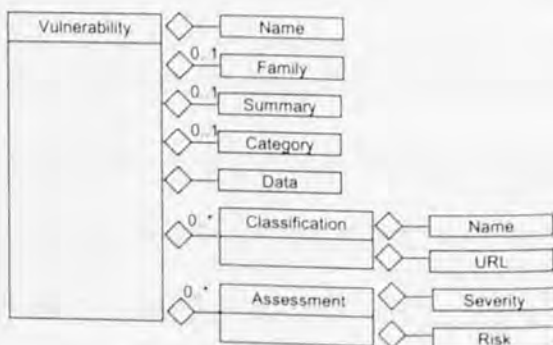 Vulnerability
Name
0..1
Family
0..1
Summary
0..1
Category
Data
0..*
Classification
Name
URL
0..*
Assessment
Severity
Risk